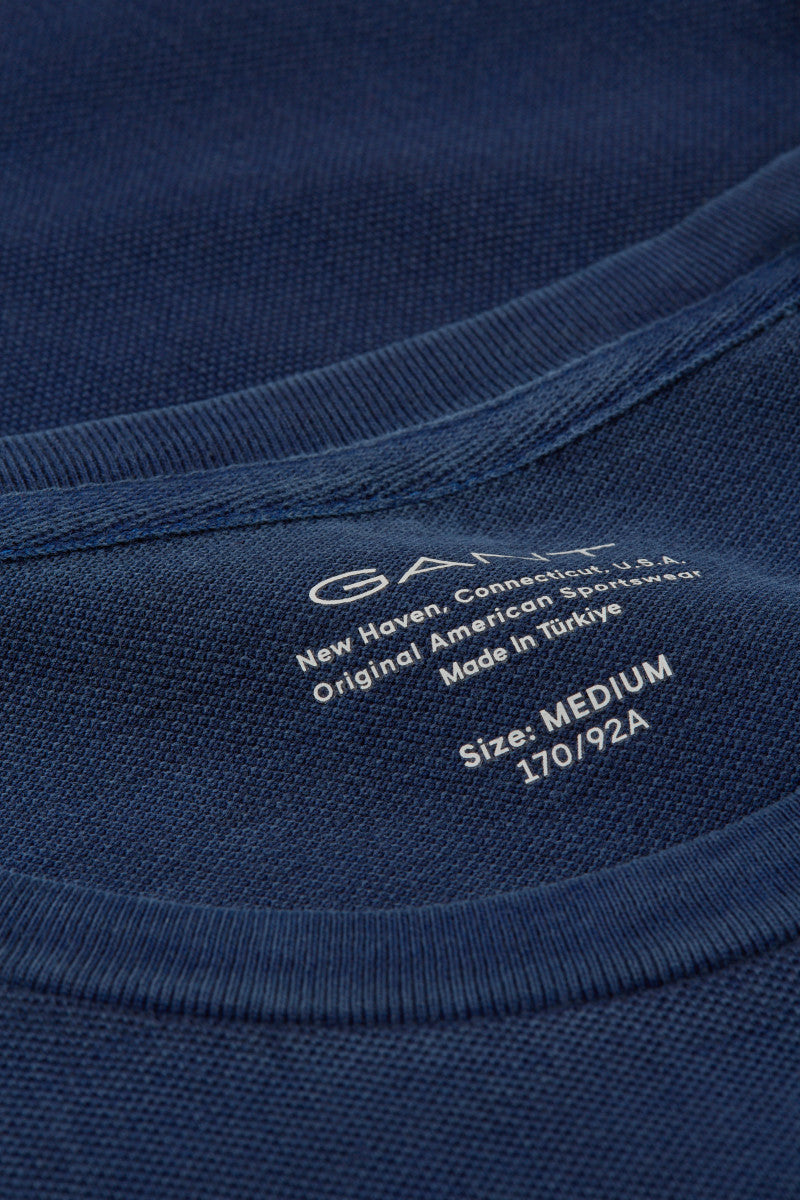 GANT
New Haven, Connecticut, U.S.A.
Original American Sportswear
Made In Türkiye
Size: MEDIUM
170/92A